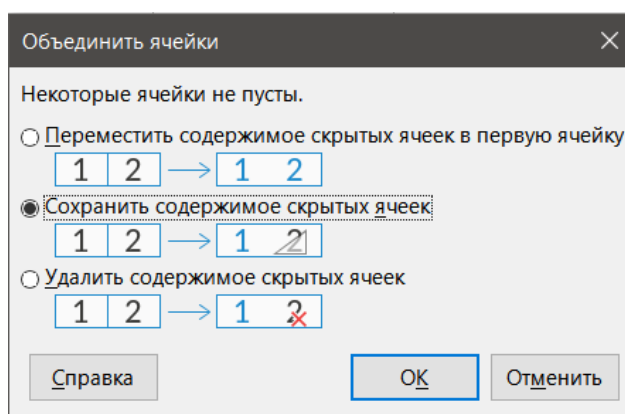 Объединить ячейки
Некоторые ячейки не пусты.
Переместить содержимое скрытых ячеек в первую ячейку
1 2 → 1 2
Сохранить содержимое скрытых ячеек
1 2 → 1 2
Удалить содержимое скрытых ячеек
1 2 → 1 2
Справка OK Отменить